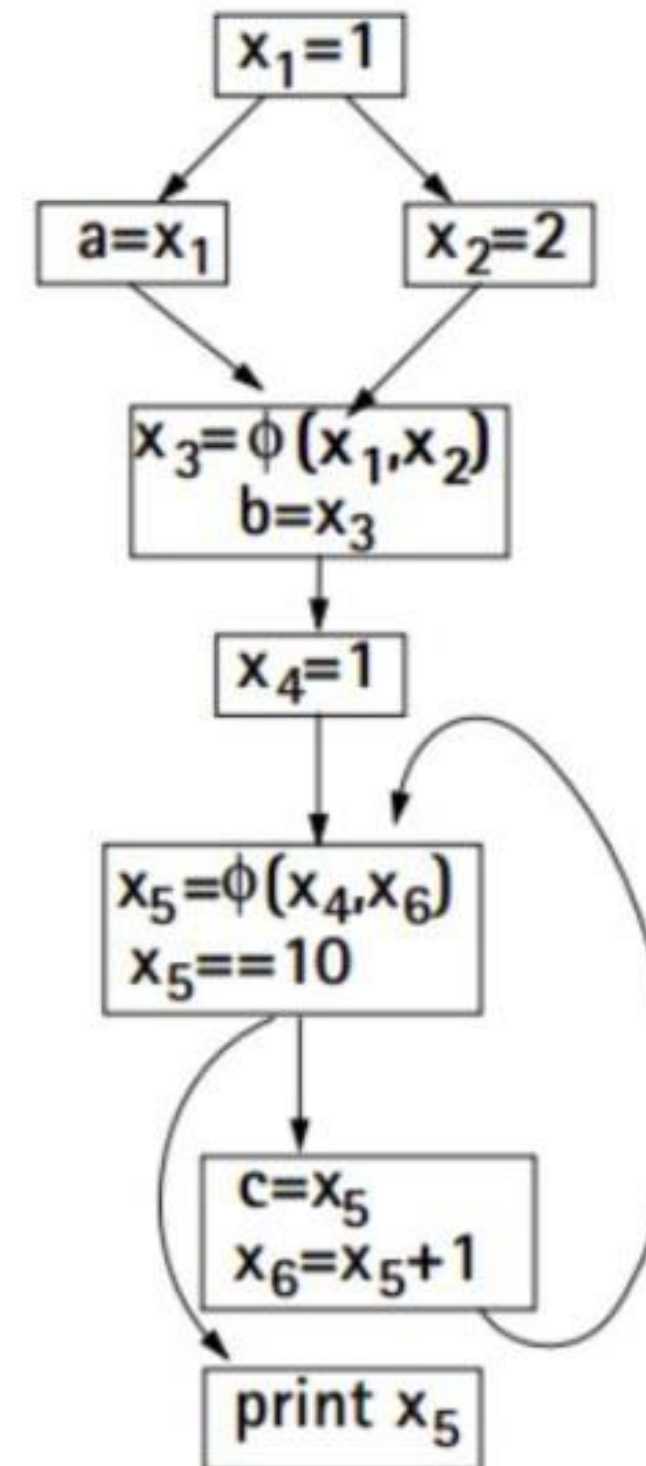 x₁=1
a=x₁
x₂=2
x₃=ϕ(x₁,x₂)
b=x₃
x₄=1
x₅=ϕ(x₄,x₆)
x₅==10
c=x₅
x₆=x₅+1
print x₅